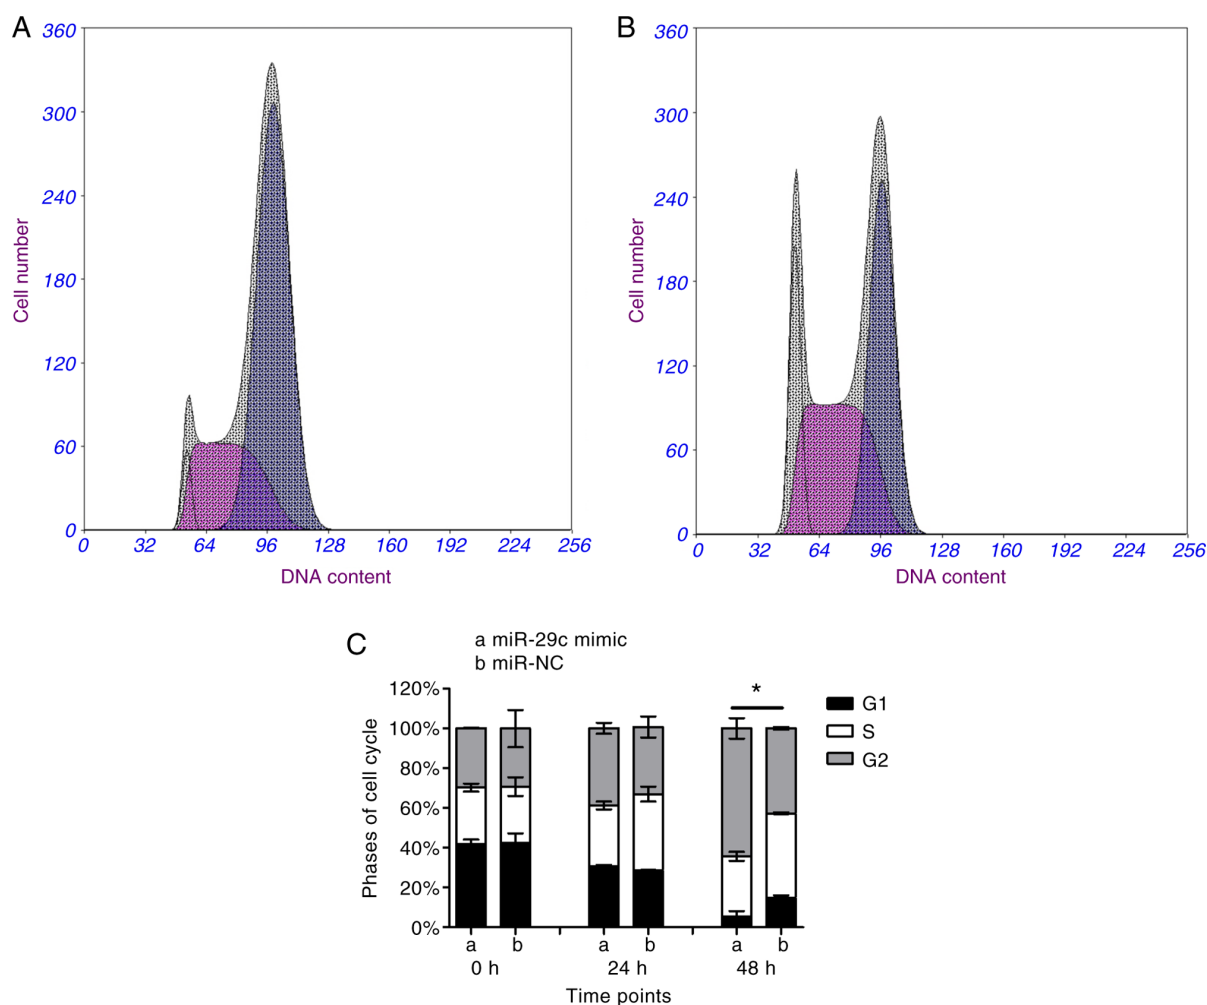 A
360
300
240
180
120
60
0
Cell number
0 32 64 96 128 160 192 224 256
DNA content
B
360
300
240
180
120
60
0
Cell number
0 32 64 96 128 160 192 224 256
DNA content
C
a miR-29c mimic
b miR-NC
120%
100%
80%
60%
40%
20%
0%
Phases of cell cycle
*
G1
S
G2
a b a b a b
0 h 24 h 48 h
Time points